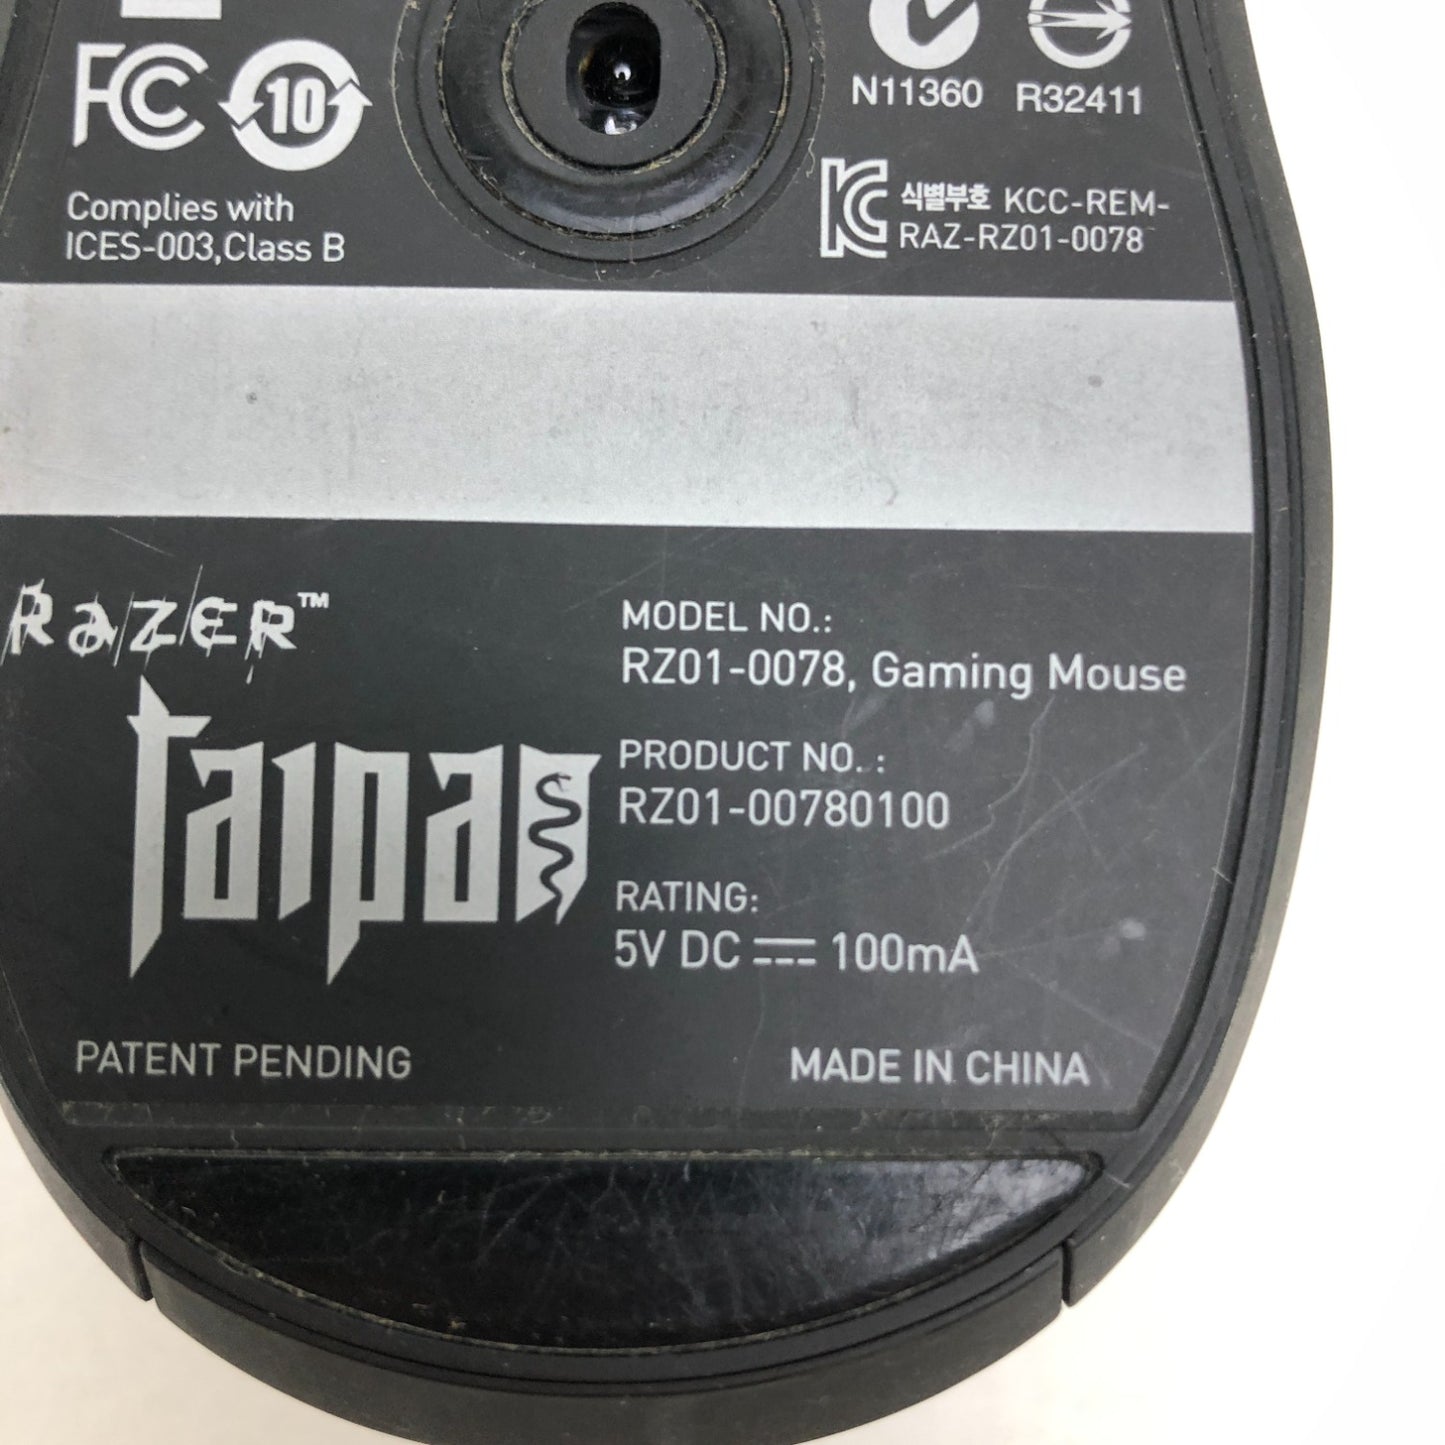 FC 10
N11360 R32411
Complies with
ICES-003,Class B
KC 식별부호 KCC-REM-
RAZ-RZ01-0078
RAZER™
taipan
MODEL NO.:
RZ01-0078, Gaming Mouse
PRODUCT NO. :
RZ01-00780100
RATING:
5V DC ⎓ 100mA
PATENT PENDING
MADE IN CHINA